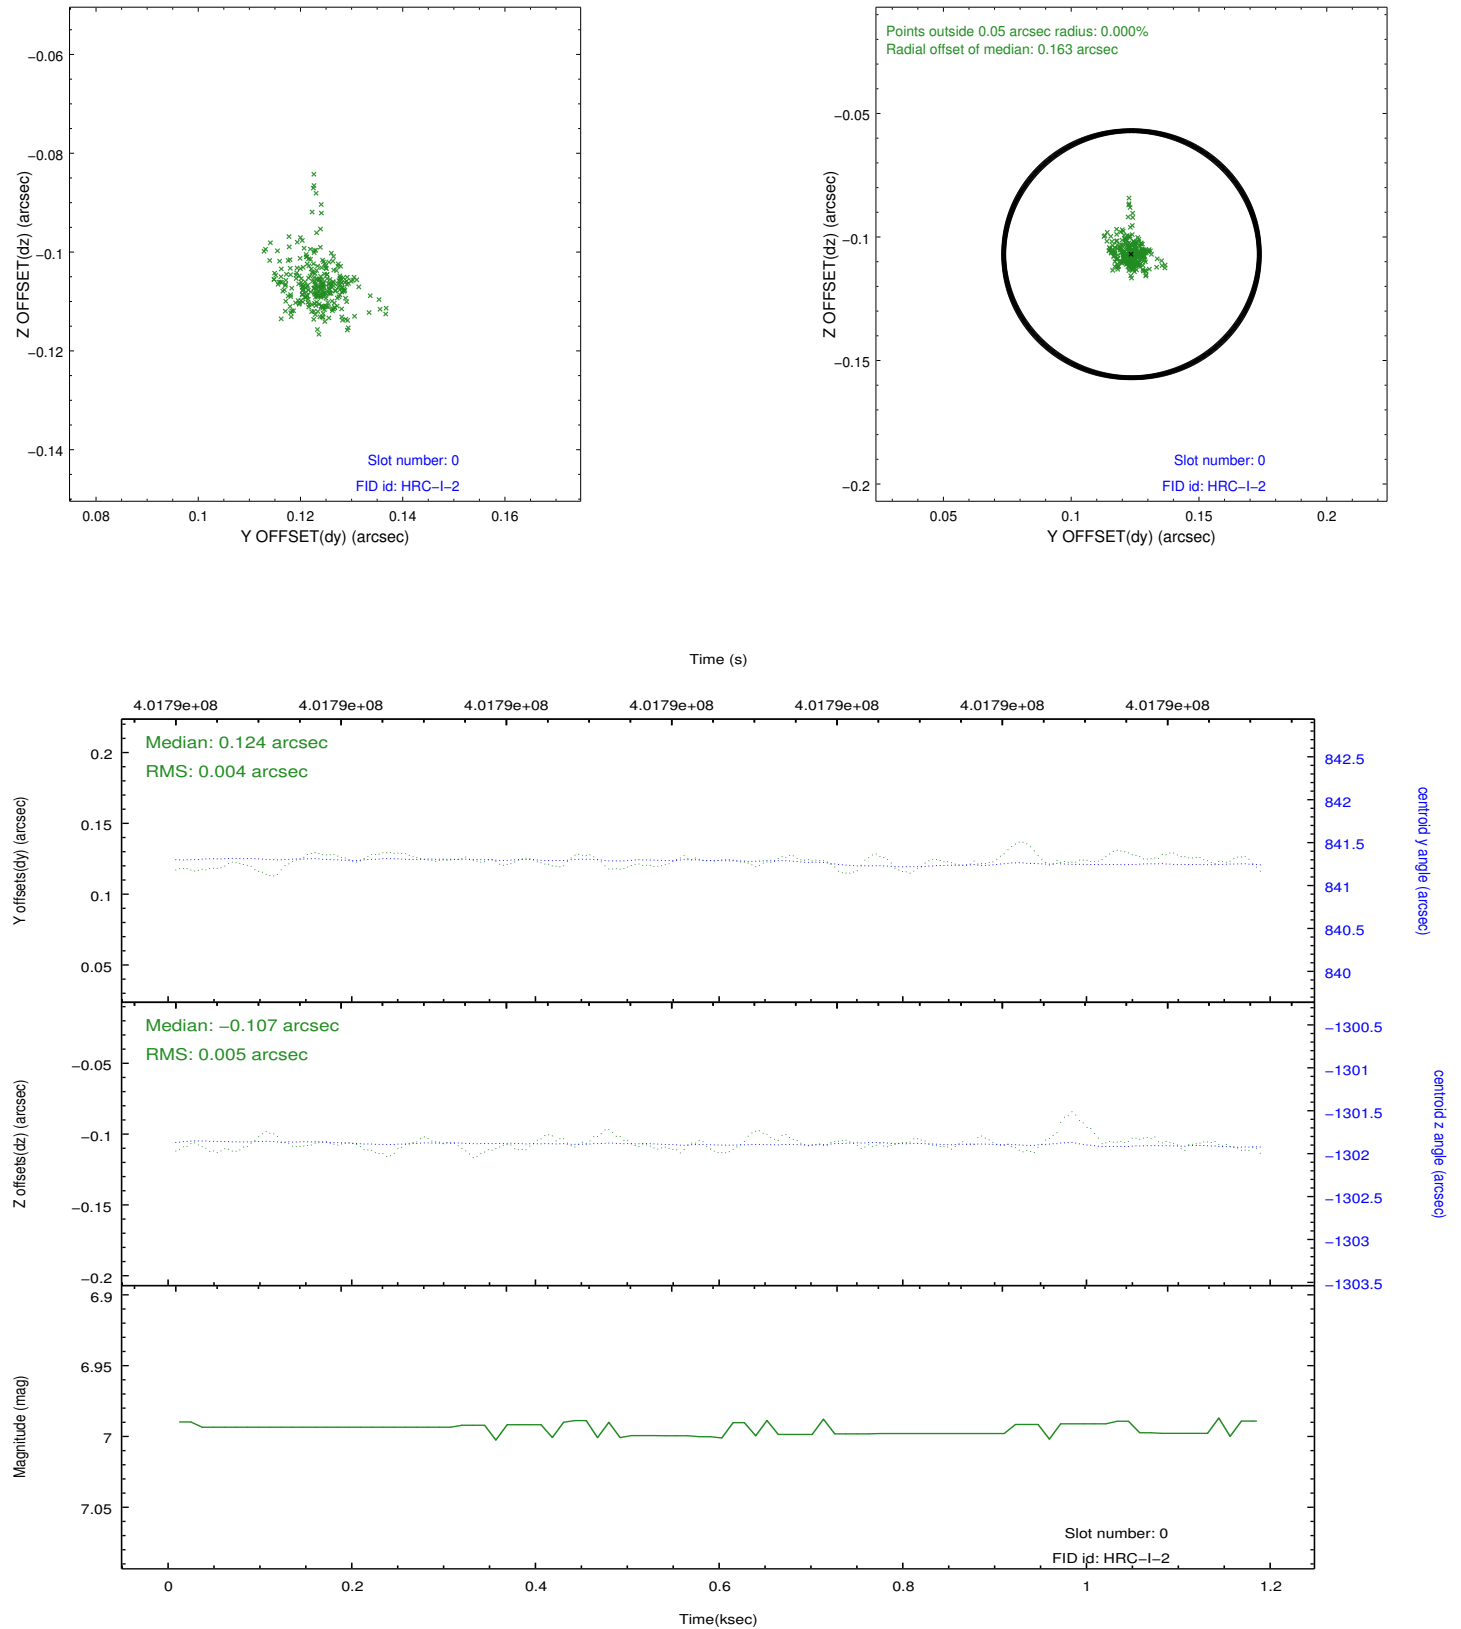 −0.06
−0.08
−0.1
−0.12
−0.14
Z OFFSET(dz) (arcsec)
Slot number: 0
FID id: HRC−I−2
0.08 0.1 0.12 0.14 0.16
Y OFFSET(dy) (arcsec)
Points outside 0.05 arcsec radius: 0.000%
Radial offset of median: 0.163 arcsec
−0.05
−0.1
−0.15
−0.2
Z OFFSET(dz) (arcsec)
Slot number: 0
FID id: HRC−I−2
0.05 0.1 0.15 0.2
Y OFFSET(dy) (arcsec)
Time (s)
4.0179e+08 4.0179e+08 4.0179e+08 4.0179e+08 4.0179e+08 4.0179e+08 4.0179e+08
Median: 0.124 arcsec
RMS: 0.004 arcsec
0.2
0.15
0.1
0.05
Y offsets(dy) (arcsec)
842.5
842
841.5
841
840.5
840
centroid y angle (arcsec)
Median: −0.107 arcsec
RMS: 0.005 arcsec
−0.05
−0.1
−0.15
−0.2
Z offsets(dz) (arcsec)
−1300.5
−1301
−1301.5
−1302
−1302.5
−1303
−1303.5
centroid z angle (arcsec)
6.9
6.95
7
7.05
Magnitude (mag)
Slot number: 0
FID id: HRC−I−2
0 0.2 0.4 0.6 0.8 1 1.2
Time(ksec)